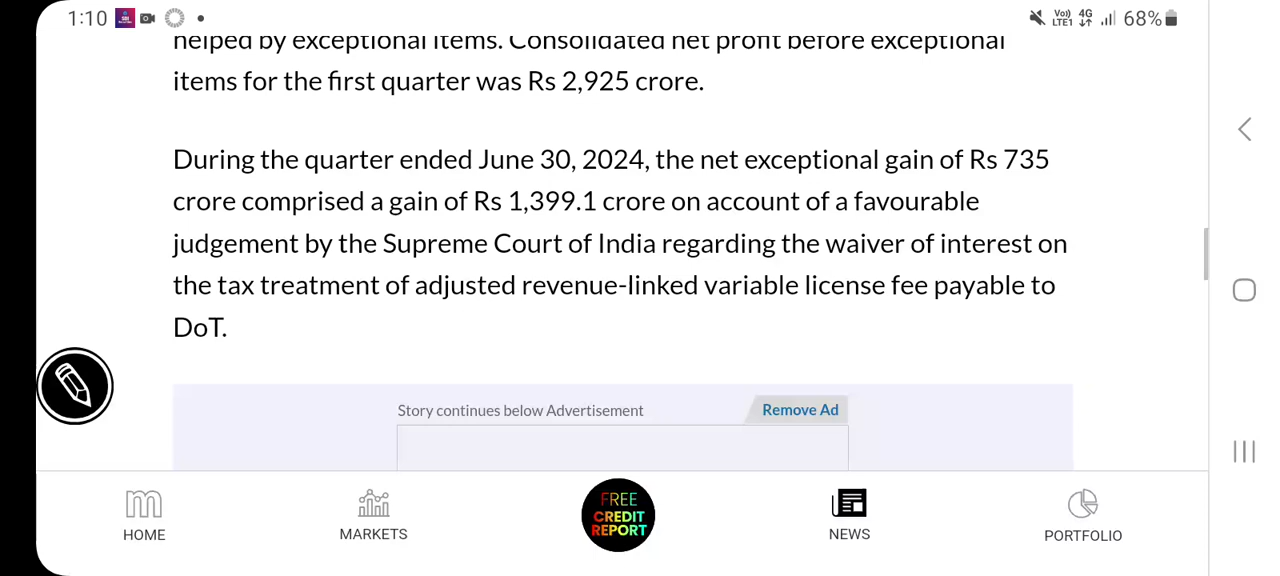 1:10
Vo)) 4G
LTE1 68%
helped by exceptional items. Consolidated net profit before exceptional
items for the first quarter was Rs 2,925 crore.
During the quarter ended June 30, 2024, the net exceptional gain of Rs 735
crore comprised a gain of Rs 1,399.1 crore on account of a favourable
judgement by the Supreme Court of India regarding the waiver of interest on
the tax treatment of adjusted revenue-linked variable license fee payable to
DoT.
Story continues below Advertisement
Remove Ad
HOME
MARKETS
FREE
CREDIT
REPORT
NEWS
PORTFOLIO